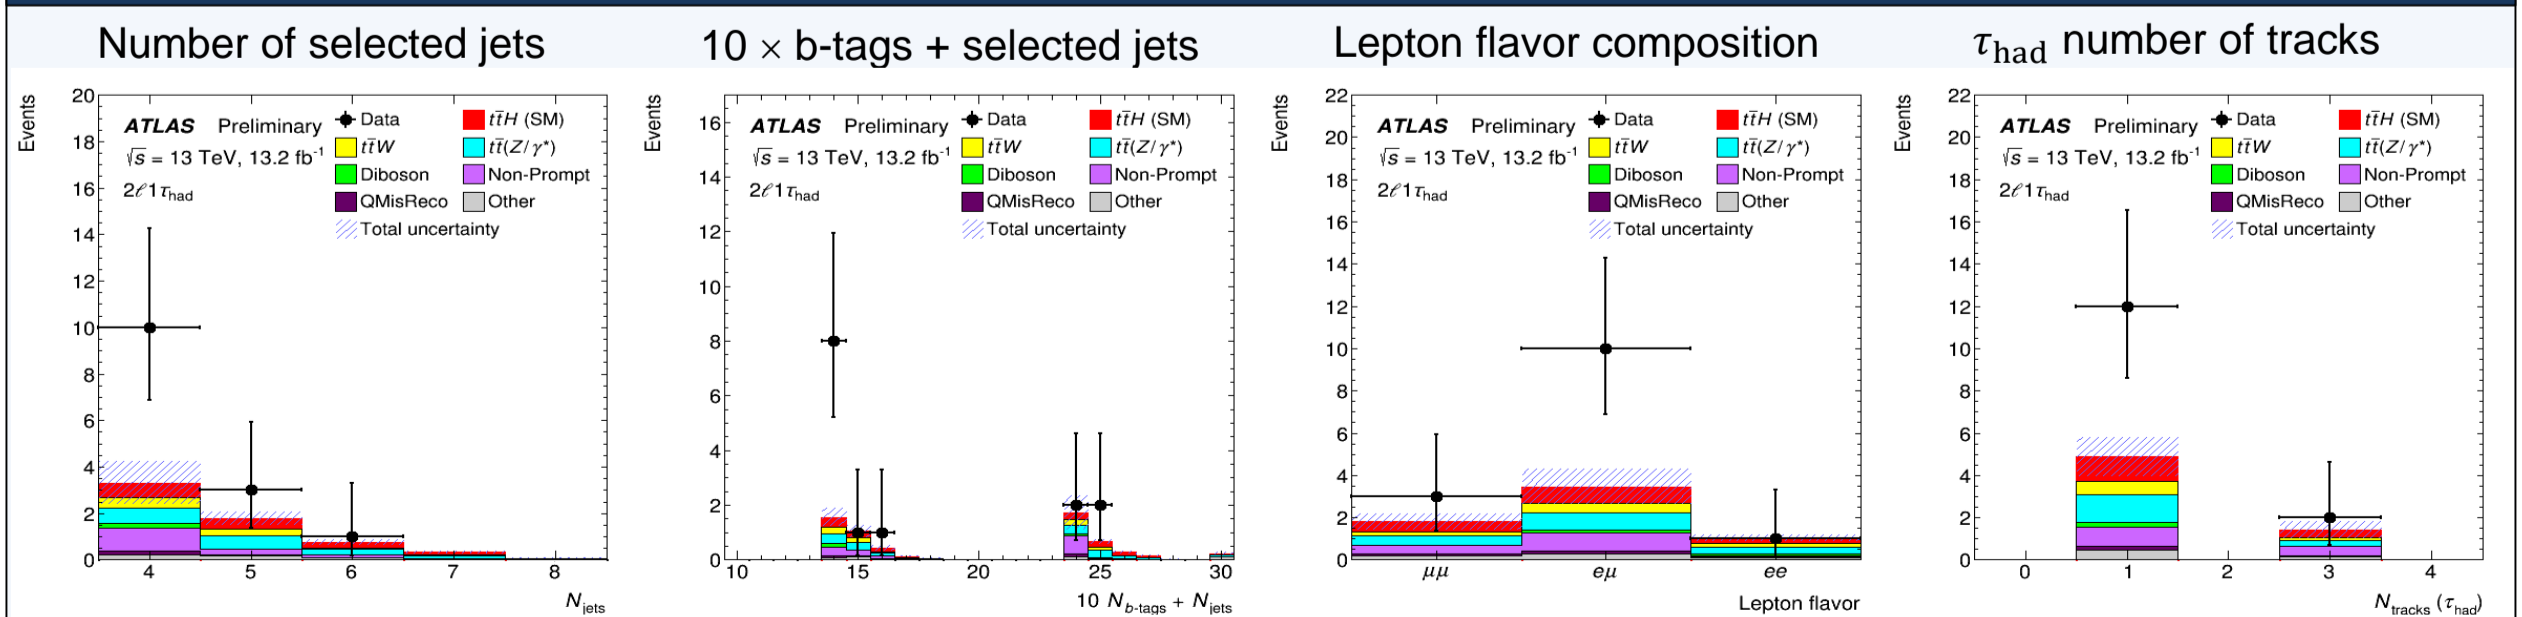 Number of selected jets
Events
20
18
16
14
12
10
8
6
4
2
0
ATLAS Preliminary
√s = 13 TeV, 13.2 fb⁻¹
2ℓ1τhad
Data
tt̄H (SM)
tt̄W
tt̄(Z/γ*)
Diboson
Non-Prompt
QMisReco
Other
Total uncertainty
4 5 6 7 8
Njets
10 × b-tags + selected jets
Events
16
14
12
10
8
6
4
2
0
ATLAS Preliminary
√s = 13 TeV, 13.2 fb⁻¹
2ℓ1τhad
Data
tt̄H (SM)
tt̄W
tt̄(Z/γ*)
Diboson
Non-Prompt
QMisReco
Other
Total uncertainty
10 15 20 25 30
10 Nb-tags + Njets
Lepton flavor composition
Events
22
20
18
16
14
12
10
8
6
4
2
0
ATLAS Preliminary
√s = 13 TeV, 13.2 fb⁻¹
2ℓ1τhad
Data
tt̄H (SM)
tt̄W
tt̄(Z/γ*)
Diboson
Non-Prompt
QMisReco
Other
Total uncertainty
μμ eμ ee
Lepton flavor
τhad number of tracks
Events
22
20
18
16
14
12
10
8
6
4
2
0
ATLAS Preliminary
√s = 13 TeV, 13.2 fb⁻¹
2ℓ1τhad
Data
tt̄H (SM)
tt̄W
tt̄(Z/γ*)
Diboson
Non-Prompt
QMisReco
Other
Total uncertainty
0 1 2 3 4
Ntracks (τhad)